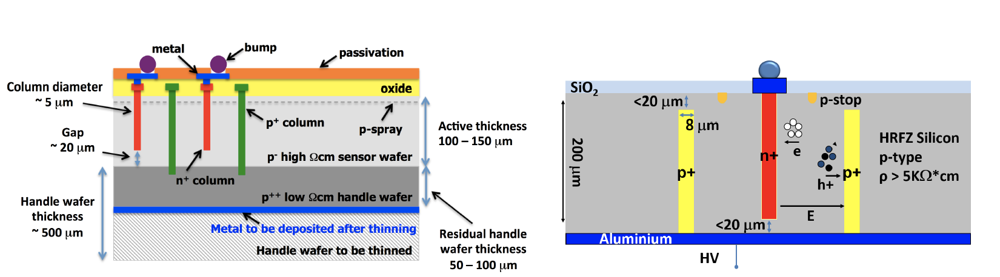 metal
bump
passivation
Column diameter
~ 5 μm
oxide
Gap
~ 20 μm
p+ column
p-spray
Active thickness
100 – 150 μm
p- high Ωcm sensor wafer
n+ column
Handle wafer
thickness
~ 500 μm
p++ low Ωcm handle wafer
Metal to be deposited after thinning
Handle wafer to be thinned
Residual handle
wafer thickness
50 – 100 μm
SiO2
<20 μm
p-stop
8 μm
200 μm
p+
n+
e
h+
p+
HRFZ Silicon
p-type
ρ > 5KΩ*cm
E
<20 μm
Aluminium
HV